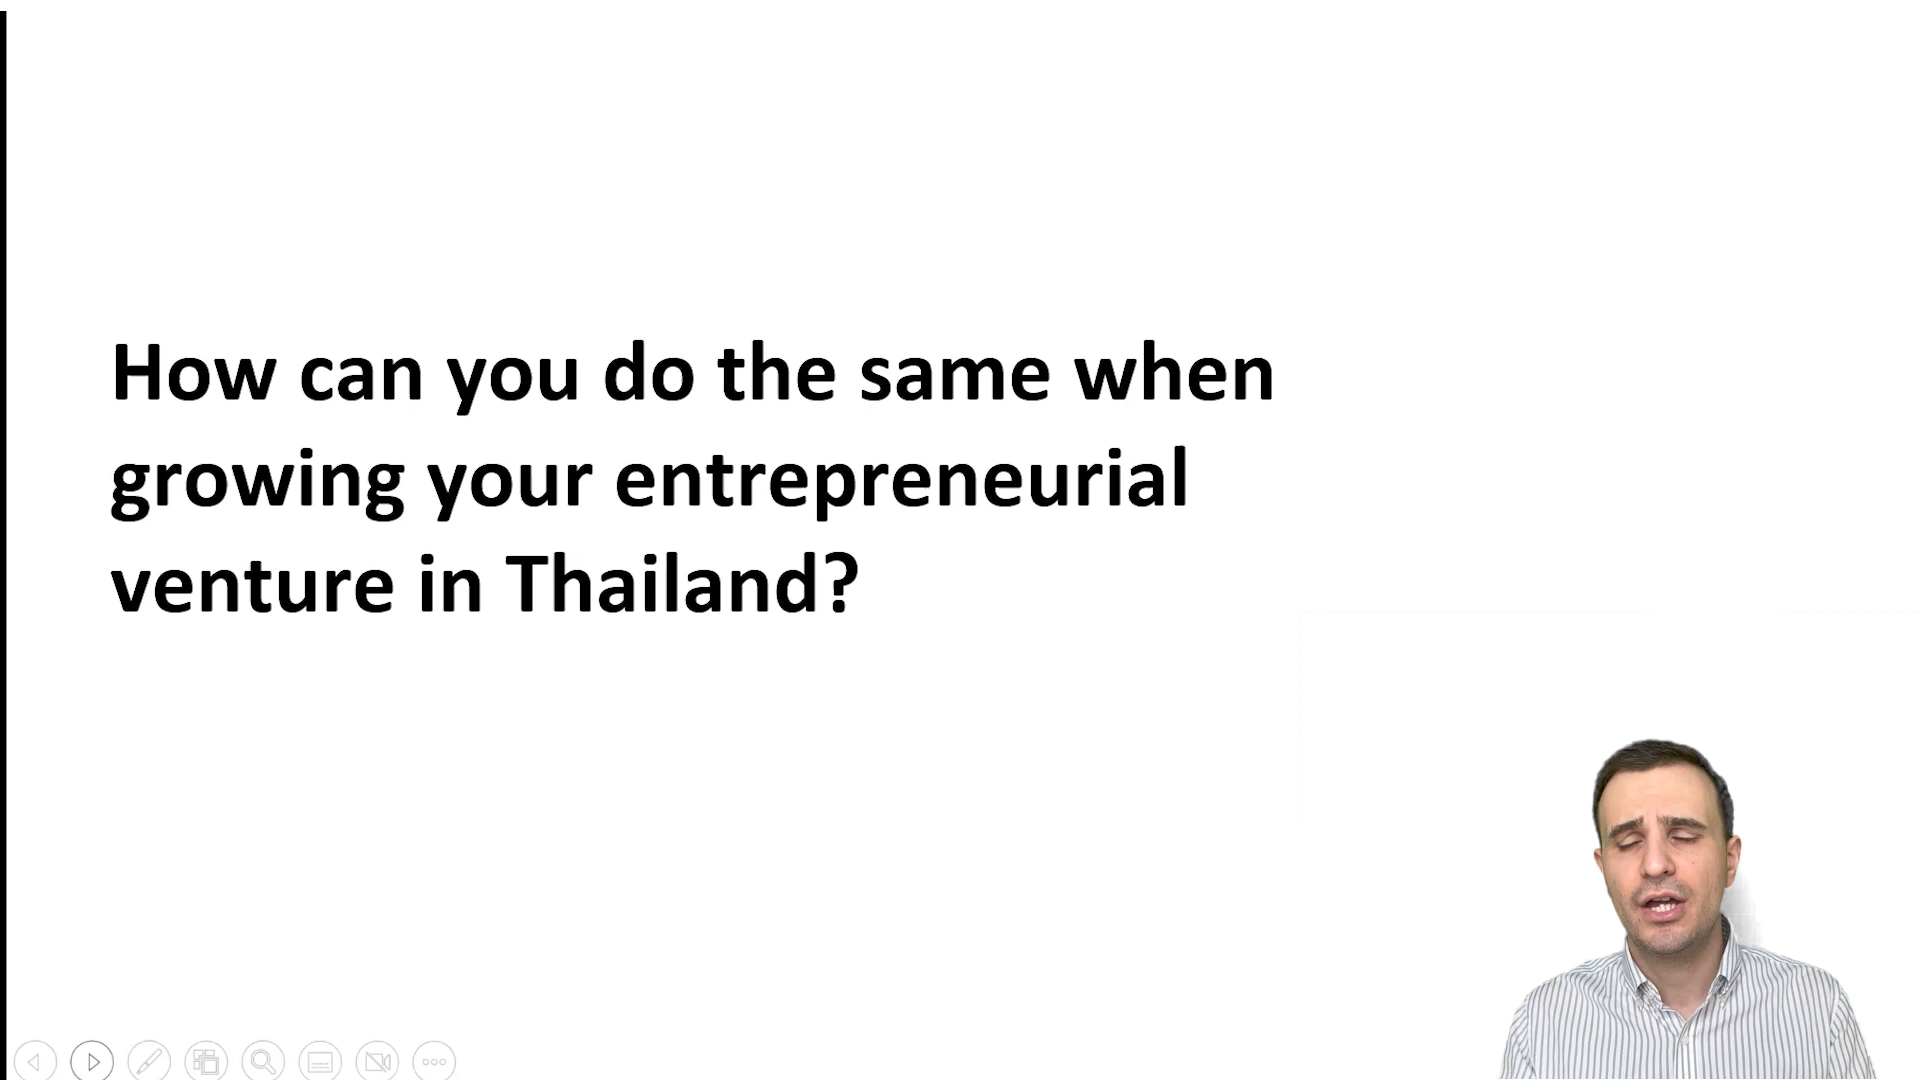 How can you do the same when
growing your entrepreneurial
venture in Thailand?